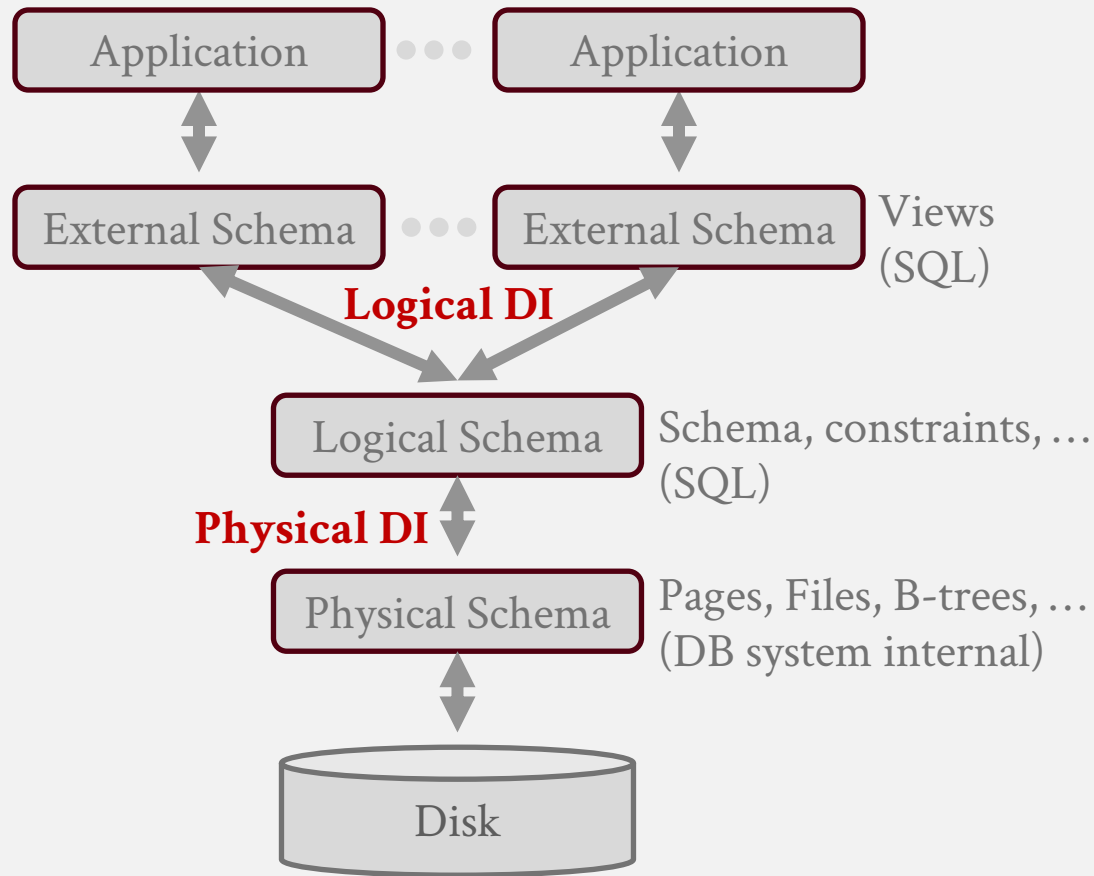 Application
Application
External Schema
External Schema
Views
(SQL)
Logical DI
Logical Schema
Schema, constraints, …
(SQL)
Physical DI
Physical Schema
Pages, Files, B-trees, …
(DB system internal)
Disk